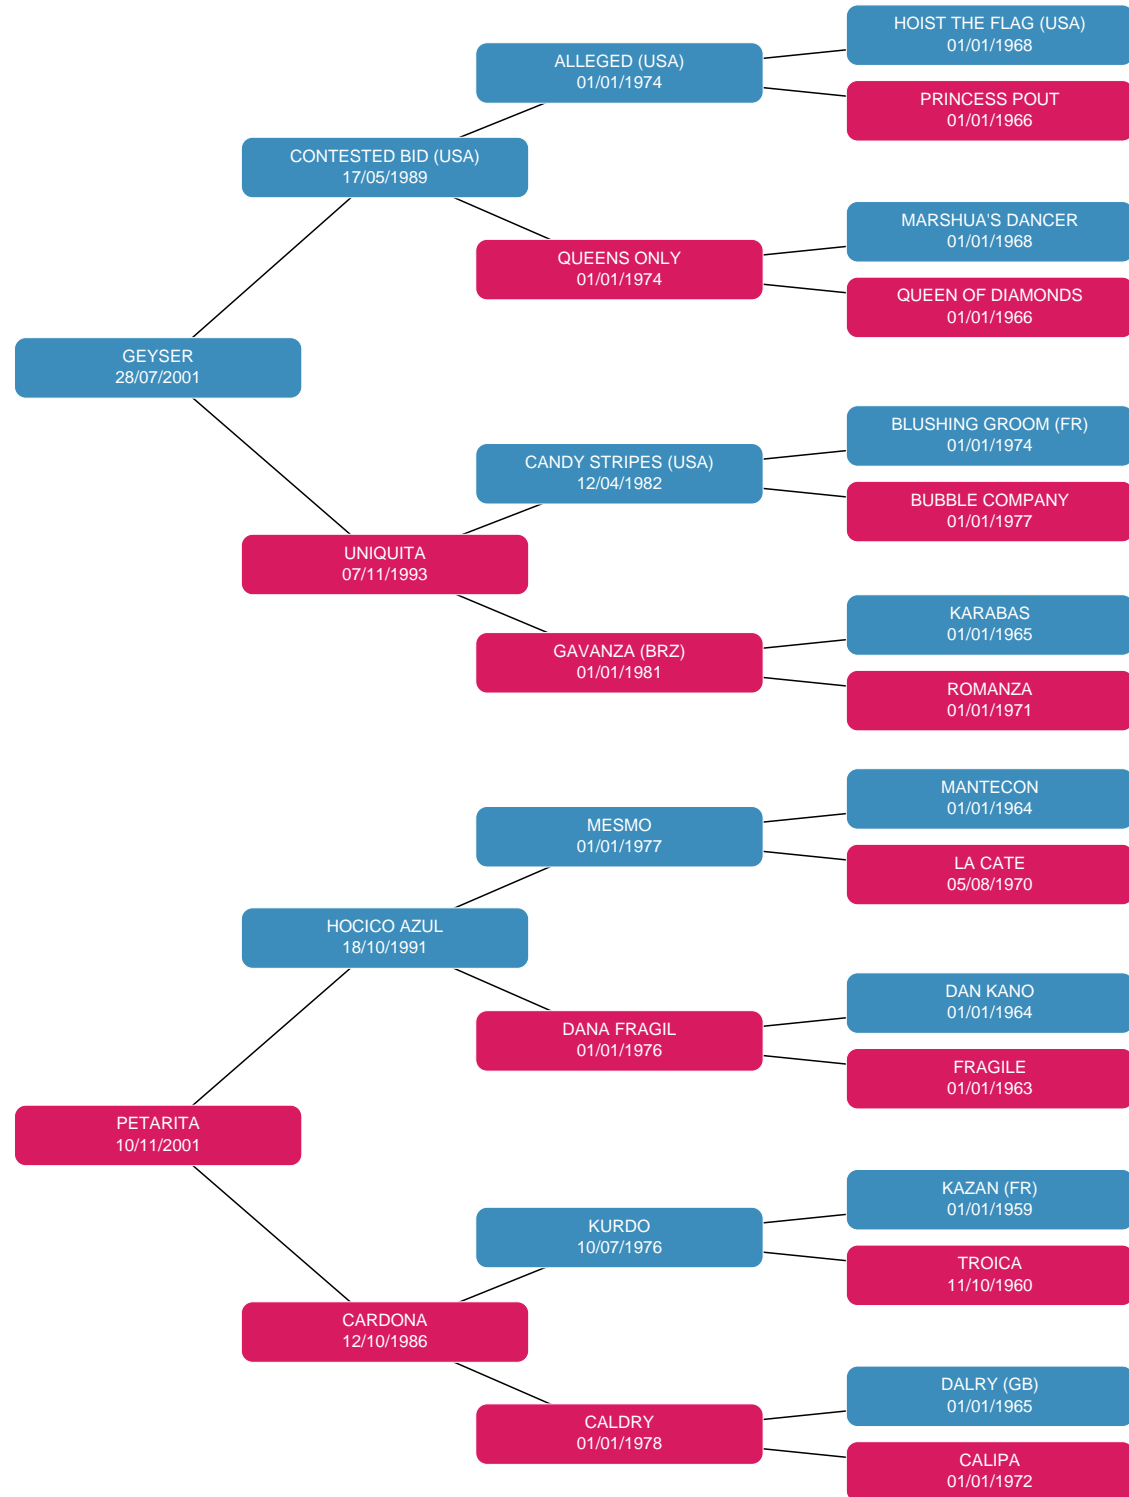 HOIST THE FLAG (USA)
01/01/1968
ALLEGED (USA)
01/01/1974
PRINCESS POUT
01/01/1966
CONTESTED BID (USA)
17/05/1989
MARSHUA'S DANCER
01/01/1968
QUEENS ONLY
01/01/1974
QUEEN OF DIAMONDS
01/01/1966
GEYSER
28/07/2001
BLUSHING GROOM (FR)
01/01/1974
CANDY STRIPES (USA)
12/04/1982
BUBBLE COMPANY
01/01/1977
UNIQUITA
07/11/1993
KARABAS
01/01/1965
GAVANZA (BRZ)
01/01/1981
ROMANZA
01/01/1971
MANTECON
01/01/1964
MESMO
01/01/1977
LA CATE
05/08/1970
HOCICO AZUL
18/10/1991
DAN KANO
01/01/1964
DANA FRAGIL
01/01/1976
FRAGILE
01/01/1963
PETARITA
10/11/2001
KAZAN (FR)
01/01/1959
KURDO
10/07/1976
TROICA
11/10/1960
CARDONA
12/10/1986
DALRY (GB)
01/01/1965
CALDRY
01/01/1978
CALIPA
01/01/1972